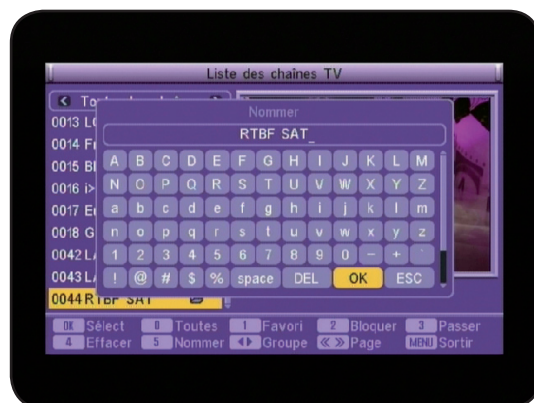 Liste des chaînes TV
Nommer
RTBF SAT_
A B C D E F G H I J K L M
N O P Q R S T U V W X Y Z
a b c d e f g h i j k l m
n o p q r s t u v w x y z
1 2 3 4 5 6 7 8 9 0 - + `
! @ # $ % space DEL OK ESC
0013
0014
0015
0016 i>
0017
0018
0042
0043
0044 RTBF SAT
OK Sélect 0 Toutes 1 Favori 2 Bloquer 3 Passer
4 Effacer 5 Nommer Groupe Page MENU Sortir